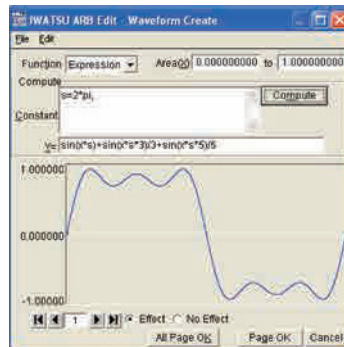 IWATSU ARB Edit - Waveform Create
File Edit
Function Expression Area(X) 0.000000000 to 1.000000000
Compute
s=2*pi, Compute
Constant
y= sin(x*s)+sin(x*s*3)/3+sin(x*s*5)/5
1.000000
0.000000
-1.00000
1 Effect No Effect
All Page OK Page OK Cancel